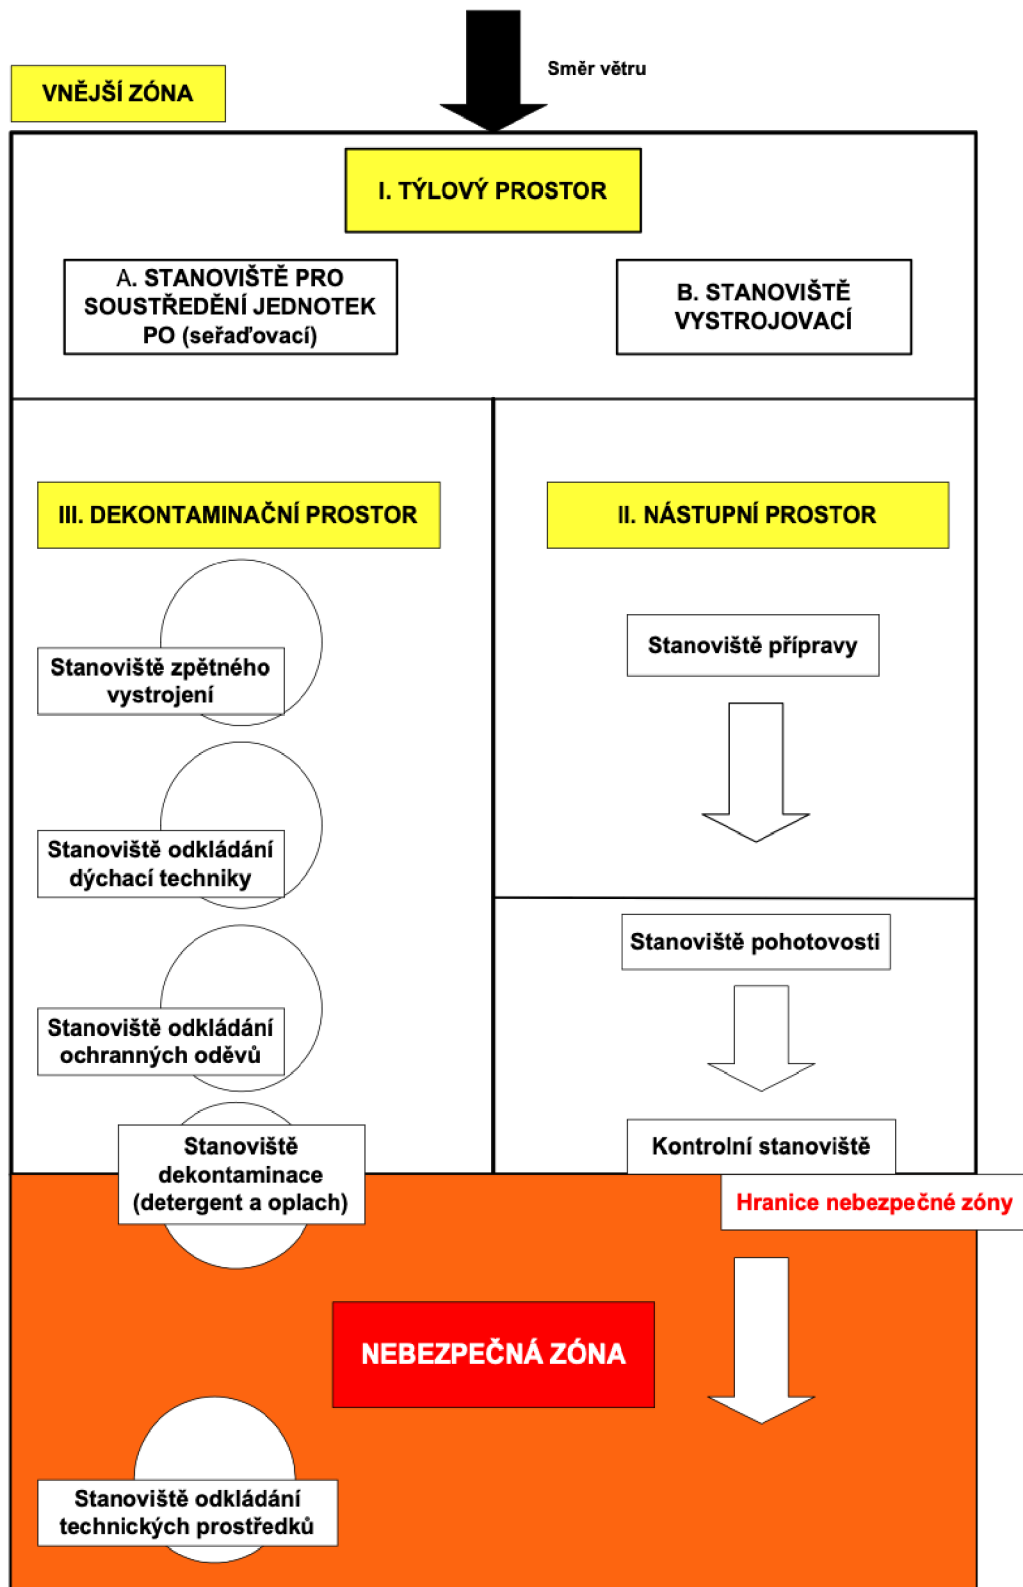 Směr větru
VNĚJŠÍ ZÓNA
I. TÝLOVÝ PROSTOR
A. STANOVIŠTĚ PRO
SOUSTŘEDĚNÍ JEDNOTEK
PO (seřaďovací)
B. STANOVIŠTĚ
VYSTROJOVACÍ
III. DEKONTAMINAČNÍ PROSTOR
Stanoviště zpětného
vystrojení
Stanoviště odkládání
dýchací techniky
Stanoviště odkládání
ochranných oděvů
Stanoviště
dekontaminace
(detergent a oplach)
II. NÁSTUPNÍ PROSTOR
Stanoviště přípravy
Stanoviště pohotovosti
Kontrolní stanoviště
Hranice nebezpečné zóny
NEBEZPEČNÁ ZÓNA
Stanoviště odkládání
technických prostředků